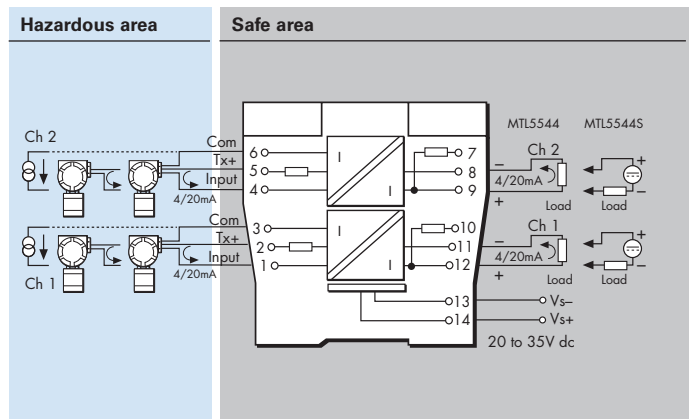 Hazardous area
Safe area
MTL5544
MTL5544S
Ch 2
Com
Tx+
Input
4/20mA
6
5
4
I
I
7
8
9
–
Ch 2
4/20mA
+
Load
+
–
Load
Com
Tx+
Input
4/20mA
Ch 1
3
2
1
I
I
10
11
12
–
Ch 1
4/20mA
+
Load
+
–
Load
13
Vs–
14
Vs+
20 to 35V dc